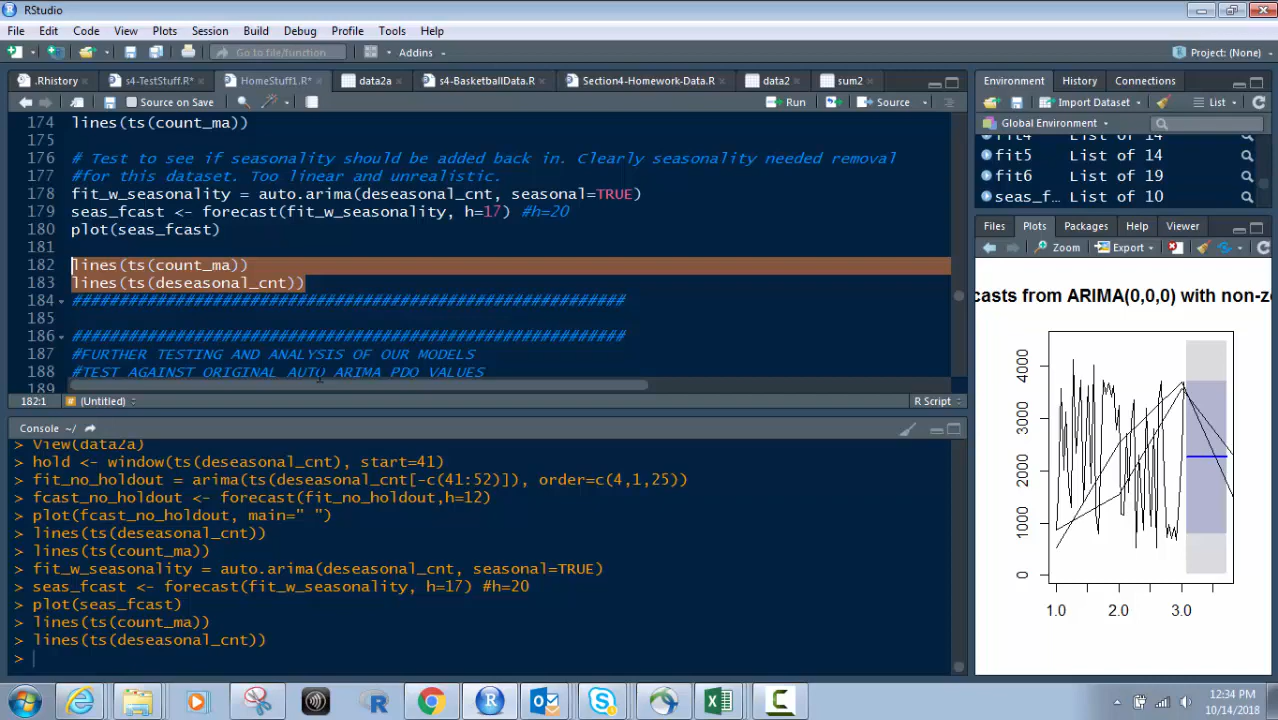 RStudio
File Edit Code View Plots Session Build Debug Profile Tools Help
Go to file/function Addins Project: (None)
.Rhistory s4-TestStuff.R* HomeStuff1.R* data2a s4-BasketballData.R Section4-Homework-Data.R data2 sum2
Source on Save Run Source
174 lines(ts(count_ma))
175
176 # Test to see if seasonality should be added back in. Clearly seasonality needed removal
177 #for this dataset. Too linear and unrealistic.
178 fit_w_seasonality = auto.arima(deseasonal_cnt, seasonal=TRUE)
179 seas_fcast <- forecast(fit_w_seasonality, h=17) #h=20
180 plot(seas_fcast)
181
182 lines(ts(count_ma))
183 lines(ts(deseasonal_cnt))
184 ############################################################
185
186 ############################################################
187 #FURTHER TESTING AND ANALYSIS OF OUR MODELS
188 #TEST AGAINST ORIGINAL AUTO ARIMA PDO VALUES
189
182:1 # (Untitled) R Script
Console ~/
> View(data2a)
> hold <- window(ts(deseasonal_cnt), start=41)
> fit_no_holdout = arima(ts(deseasonal_cnt[-c(41:52)]), order=c(4,1,25))
> fcast_no_holdout <- forecast(fit_no_holdout,h=12)
> plot(fcast_no_holdout, main=" ")
> lines(ts(deseasonal_cnt))
> lines(ts(count_ma))
> fit_w_seasonality = auto.arima(deseasonal_cnt, seasonal=TRUE)
> seas_fcast <- forecast(fit_w_seasonality, h=17) #h=20
> plot(seas_fcast)
> lines(ts(count_ma))
> lines(ts(deseasonal_cnt))
>
Environment History Connections
Import Dataset List
Global Environment
fit4 List of 14
fit5 List of 14
fit6 List of 19
seas_f... List of 10
Files Plots Packages Help Viewer
Zoom Export
casts from ARIMA(0,0,0) with non-ze
4000
3000
2000
1000
0
1.0 2.0 3.0
12:34 PM
10/14/2018